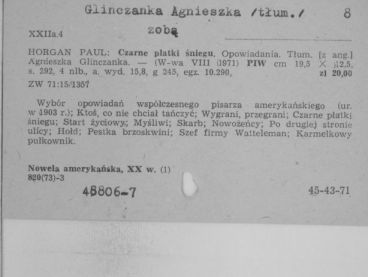 Glinczanka Agnieszka /tłum./ 8
zobą
XXIIa.4
HORGAN PAUL: Czarne płatki śniegu. Opowiadania. Tłum. [z ang.]
Agnieszka Glinczanka. — (W-wa VIII 1971) PIW cm 19,5 × 12,5,
s. 292, 4 nlb., a. wyd. 15,8, g 245, egz. 10.290, zł 20,00
ZW 71:15/1357
Wybór opowiadań współczesnego pisarza amerykańskiego (ur.
w 1903 r.); Ktoś, co nie chciał tańczyć; Wygrani, przegrani; Czarne płatki
śniegu; Start życiowy; Myśliwi; Skarb; Nowożeńcy; Po drugiej stronie
ulicy; Hołd; Pestka brzoskwini; Szef firmy Watteleman; Karmelkowy
pułkownik.
Nowela amerykańska, XX w. (1)
820(73)-3
48806-7 45-43-71